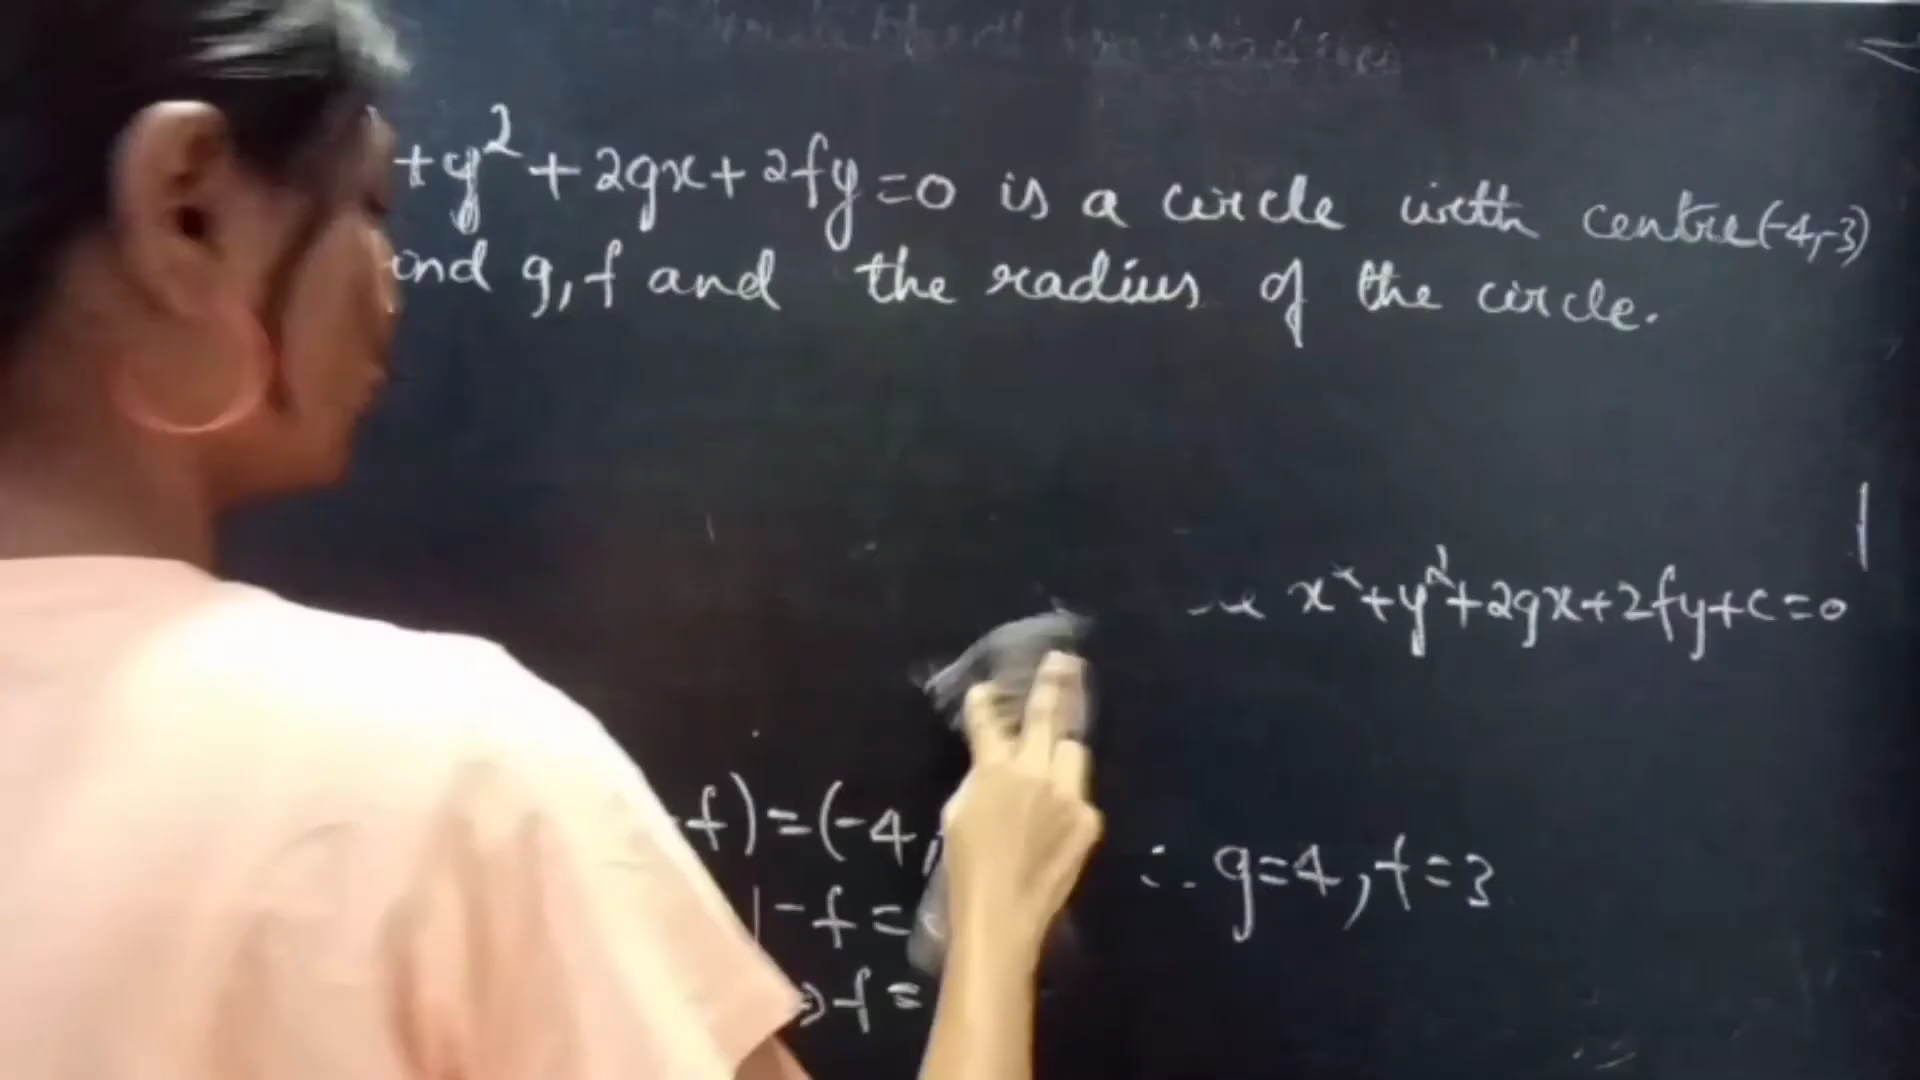 +y²+2gx+2fy=0 is a circle with centre(-4,-3)
ind g, f and the radius of the circle.
x²+y²+2gx+2fy+c=0
-f)=(-4,
∴ g=4, f=3
-f=
⇒f=